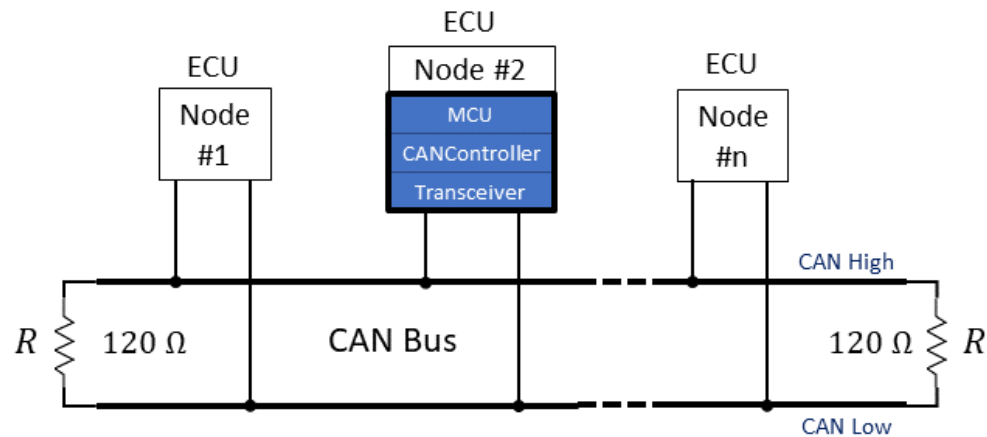 ECU
Node
#1
ECU
Node #2
MCU
CANController
Transceiver
ECU
Node
#n
CAN High
R
120 Ω
CAN Bus
120 Ω
R
CAN Low